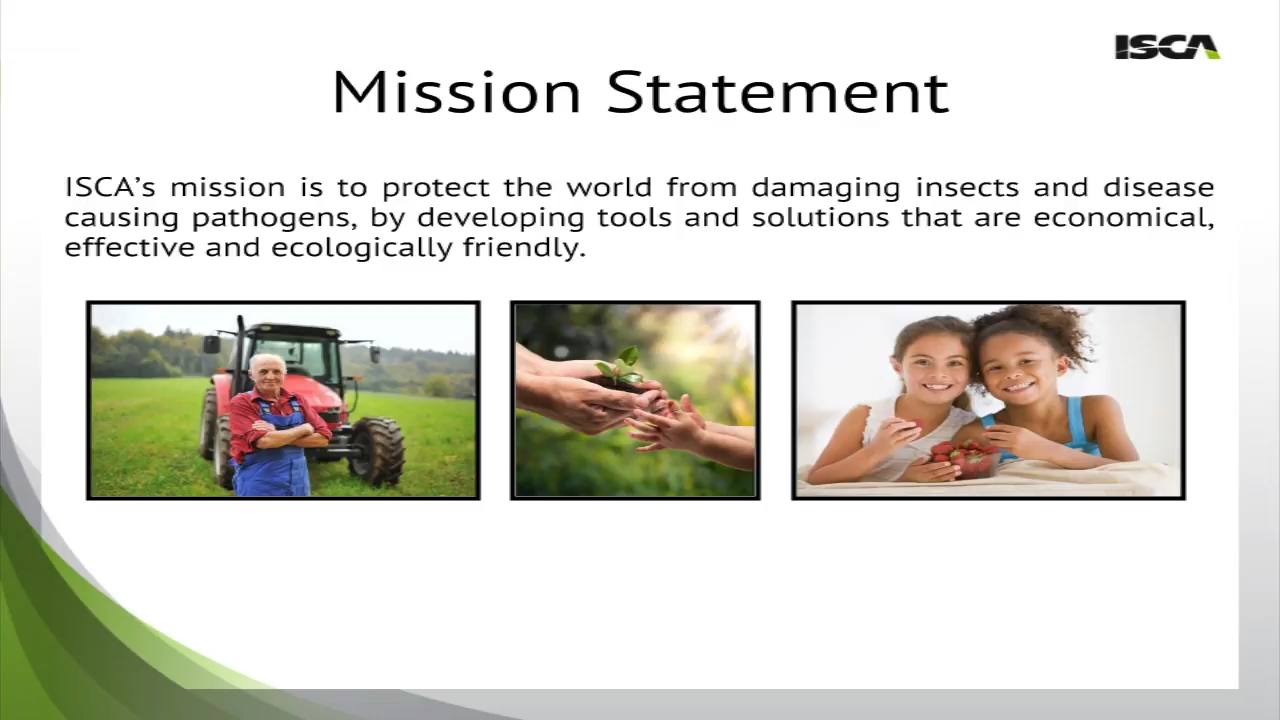 ISCA
Mission Statement
ISCA's mission is to protect the world from damaging insects and disease
causing pathogens, by developing tools and solutions that are economical,
effective and ecologically friendly.